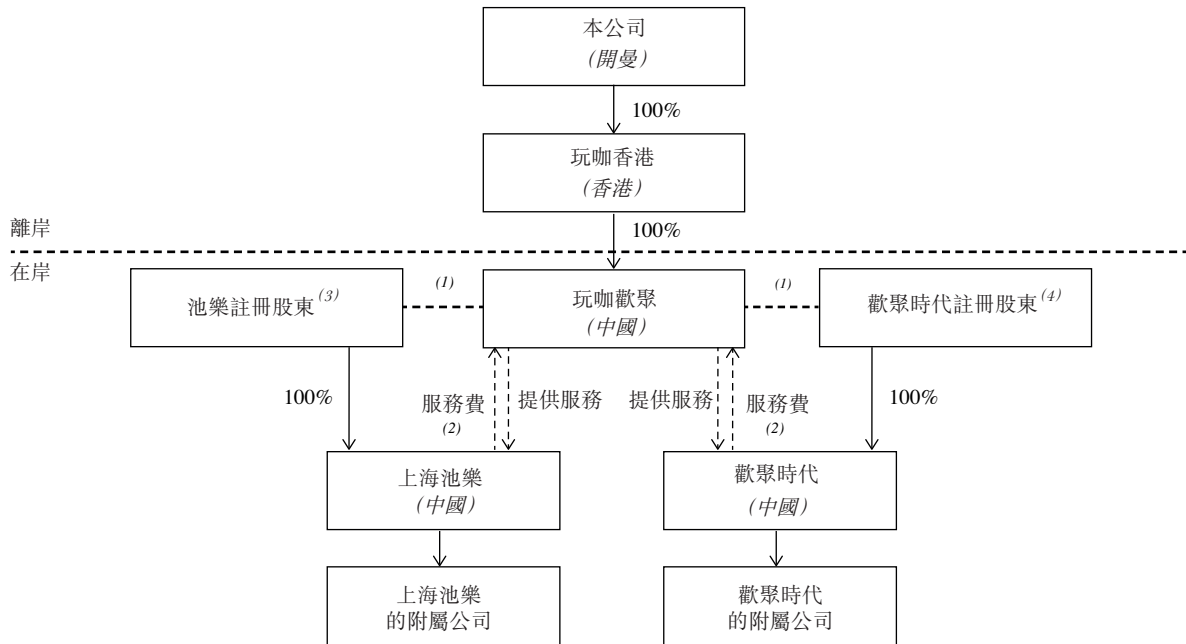 本公司
(開曼)
100%
玩咖香港
(香港)
離岸
100%
在岸
池樂註冊股東(3)
(1)
玩咖歡聚
(中國)
(1)
歡聚時代註冊股東(4)
100%
服務費
(2)
提供服務
提供服務
服務費
(2)
100%
上海池樂
(中國)
歡聚時代
(中國)
上海池樂
的附屬公司
歡聚時代
的附屬公司